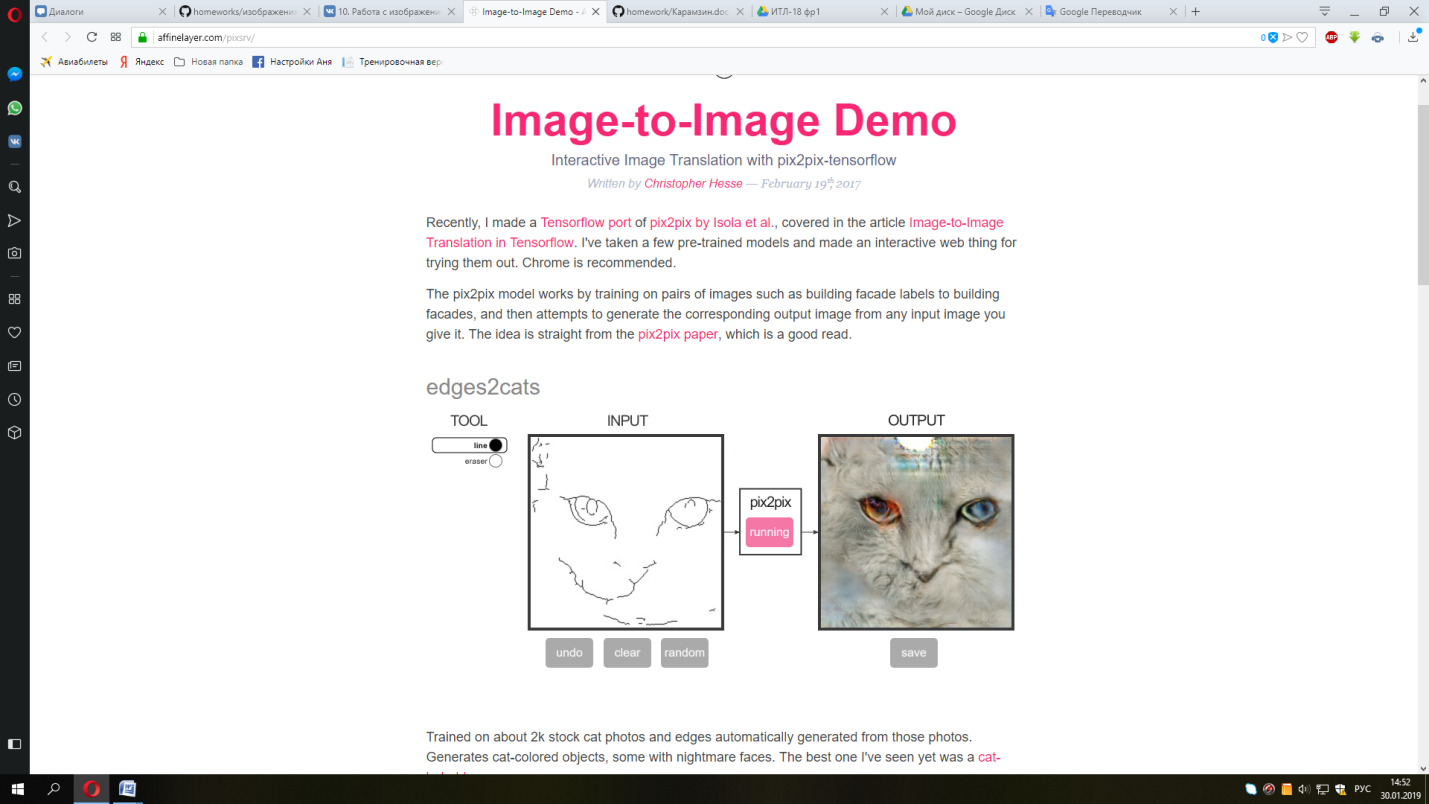 Диалоги
homeworks/изображени
10. Работа с изображени
Image-to-Image Demo - A
homework/Карамзин.doc
ИТЛ-18 фр1
Мой диск – Google Диск
Google Переводчик
affinelayer.com/pixsrv/
0
ABP
Авиабилеты
Яндекс
Новая папка
Настройки Аня
Тренировочная вер
Image-to-Image Demo
Interactive Image Translation with pix2pix-tensorflow
Written by Christopher Hesse — February 19th, 2017
Recently, I made a Tensorflow port of pix2pix by Isola et al., covered in the article Image-to-Image
Translation in Tensorflow. I've taken a few pre-trained models and made an interactive web thing for
trying them out. Chrome is recommended.
The pix2pix model works by training on pairs of images such as building facade labels to building
facades, and then attempts to generate the corresponding output image from any input image you
give it. The idea is straight from the pix2pix paper, which is a good read.
edges2cats
TOOL
INPUT
OUTPUT
line
eraser
pix2pix
running
undo
clear
random
save
Trained on about 2k stock cat photos and edges automatically generated from those photos.
Generates cat-colored objects, some with nightmare faces. The best one I've seen yet was a cat-
РУС
14:52
30.01.2019